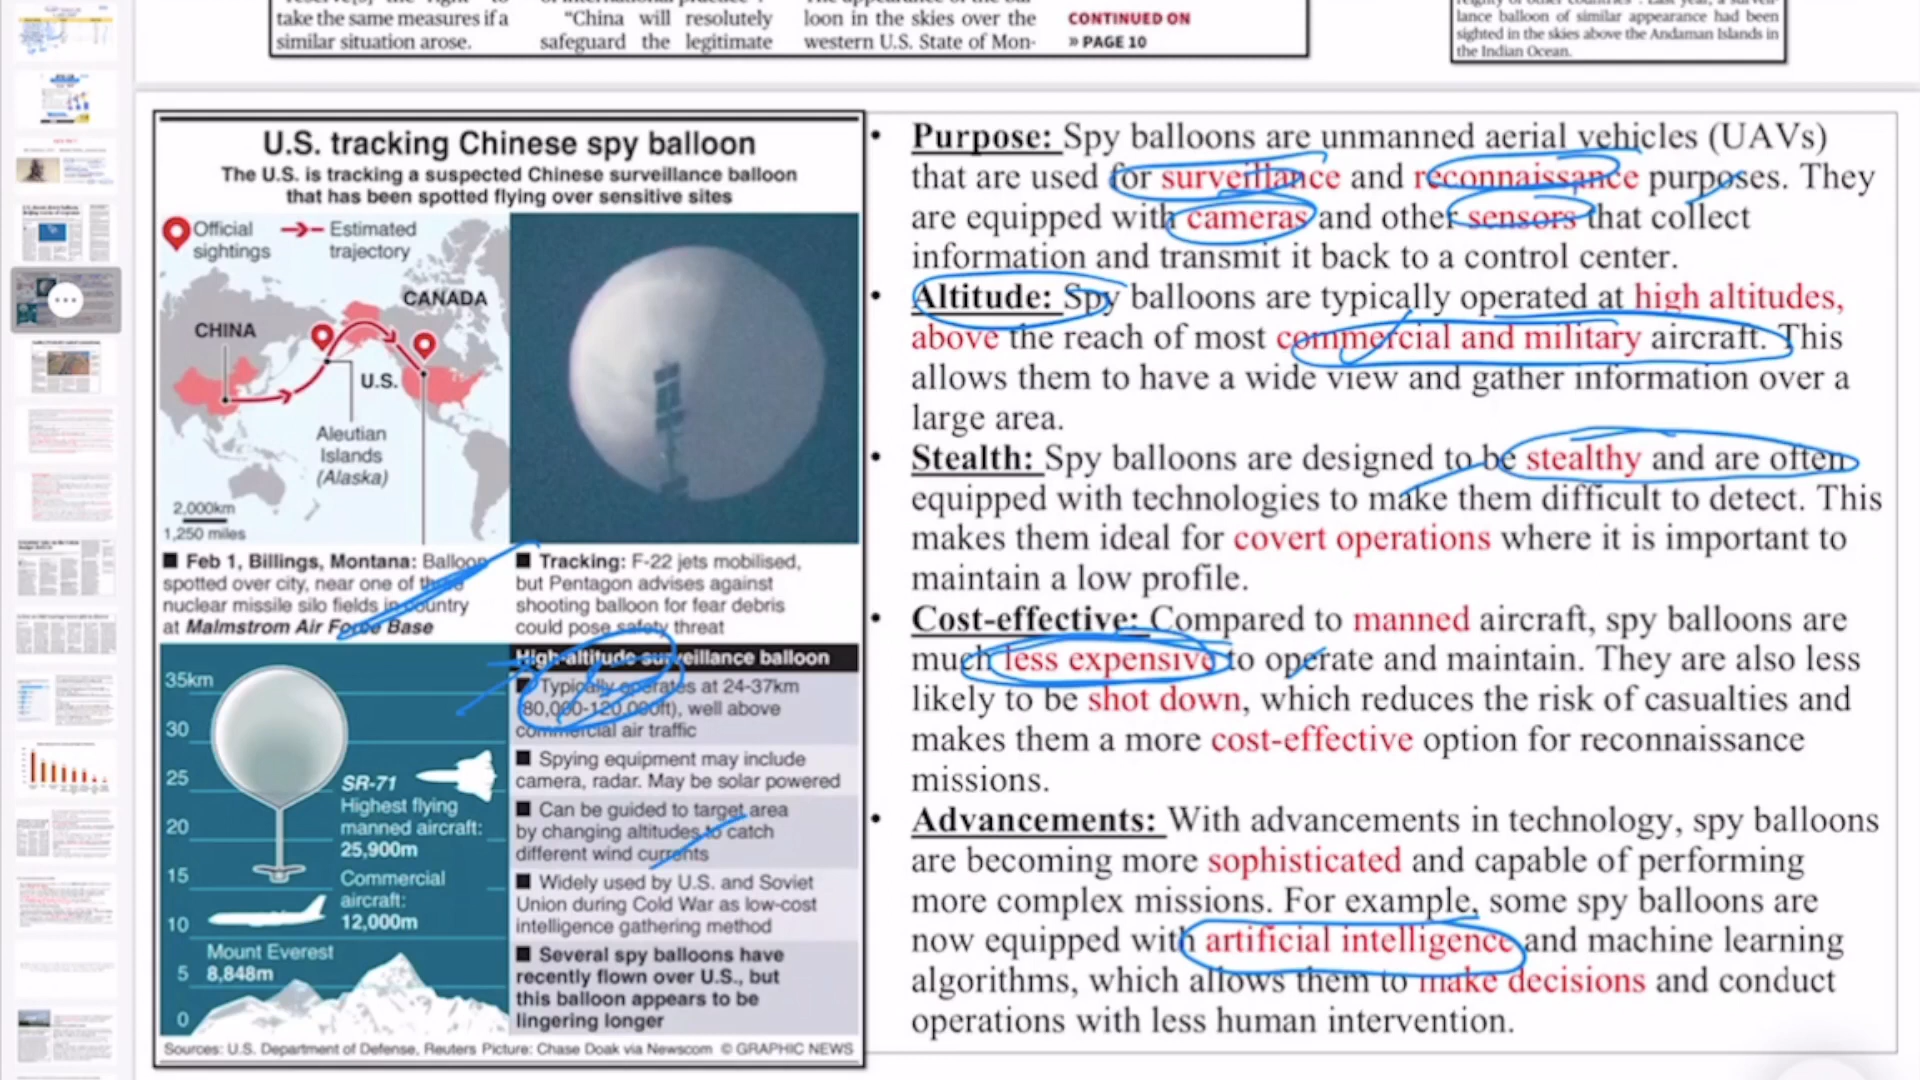 take the same measures if a
similar situation arose.
"China will resolutely
safeguard the legitimate
loon in the skies over the
western U.S. State of Mon-
CONTINUED ON
» PAGE 10
lance balloon of similar appearance had been
sighted in the skies above the Andaman Islands in
the Indian Ocean.
U.S. tracking Chinese spy balloon
The U.S. is tracking a suspected Chinese surveillance balloon
that has been spotted flying over sensitive sites
Official
sightings
Estimated
trajectory
CANADA
CHINA
U.S.
Aleutian
Islands
(Alaska)
2,000km
1,250 miles
■ Feb 1, Billings, Montana: Balloon
spotted over city, near one of three
nuclear missile silo fields in country
at Malmstrom Air Force Base
■ Tracking: F-22 jets mobilised,
but Pentagon advises against
shooting balloon for fear debris
could pose safety threat
35km
30
25
20
15
10
5
0
SR-71
Highest flying
manned aircraft:
25,900m
Commercial
aircraft:
12,000m
Mount Everest
8,848m
High-altitude surveillance balloon
■ Typically operates at 24-37km
(80,000-120,000ft), well above
commercial air traffic
■ Spying equipment may include
camera, radar. May be solar powered
■ Can be guided to target area
by changing altitudes to catch
different wind currents
■ Widely used by U.S. and Soviet
Union during Cold War as low-cost
intelligence gathering method
■ Several spy balloons have
recently flown over U.S., but
this balloon appears to be
lingering longer
Sources: U.S. Department of Defense, Reuters Picture: Chase Doak via Newscom © GRAPHIC NEWS
• Purpose: Spy balloons are unmanned aerial vehicles (UAVs)
that are used for surveillance and reconnaissance purposes. They
are equipped with cameras and other sensors that collect
information and transmit it back to a control center.
• Altitude: Spy balloons are typically operated at high altitudes,
above the reach of most commercial and military aircraft. This
allows them to have a wide view and gather information over a
large area.
• Stealth: Spy balloons are designed to be stealthy and are often
equipped with technologies to make them difficult to detect. This
makes them ideal for covert operations where it is important to
maintain a low profile.
• Cost-effective: Compared to manned aircraft, spy balloons are
much less expensive to operate and maintain. They are also less
likely to be shot down, which reduces the risk of casualties and
makes them a more cost-effective option for reconnaissance
missions.
• Advancements: With advancements in technology, spy balloons
are becoming more sophisticated and capable of performing
more complex missions. For example, some spy balloons are
now equipped with artificial intelligence and machine learning
algorithms, which allows them to make decisions and conduct
operations with less human intervention.